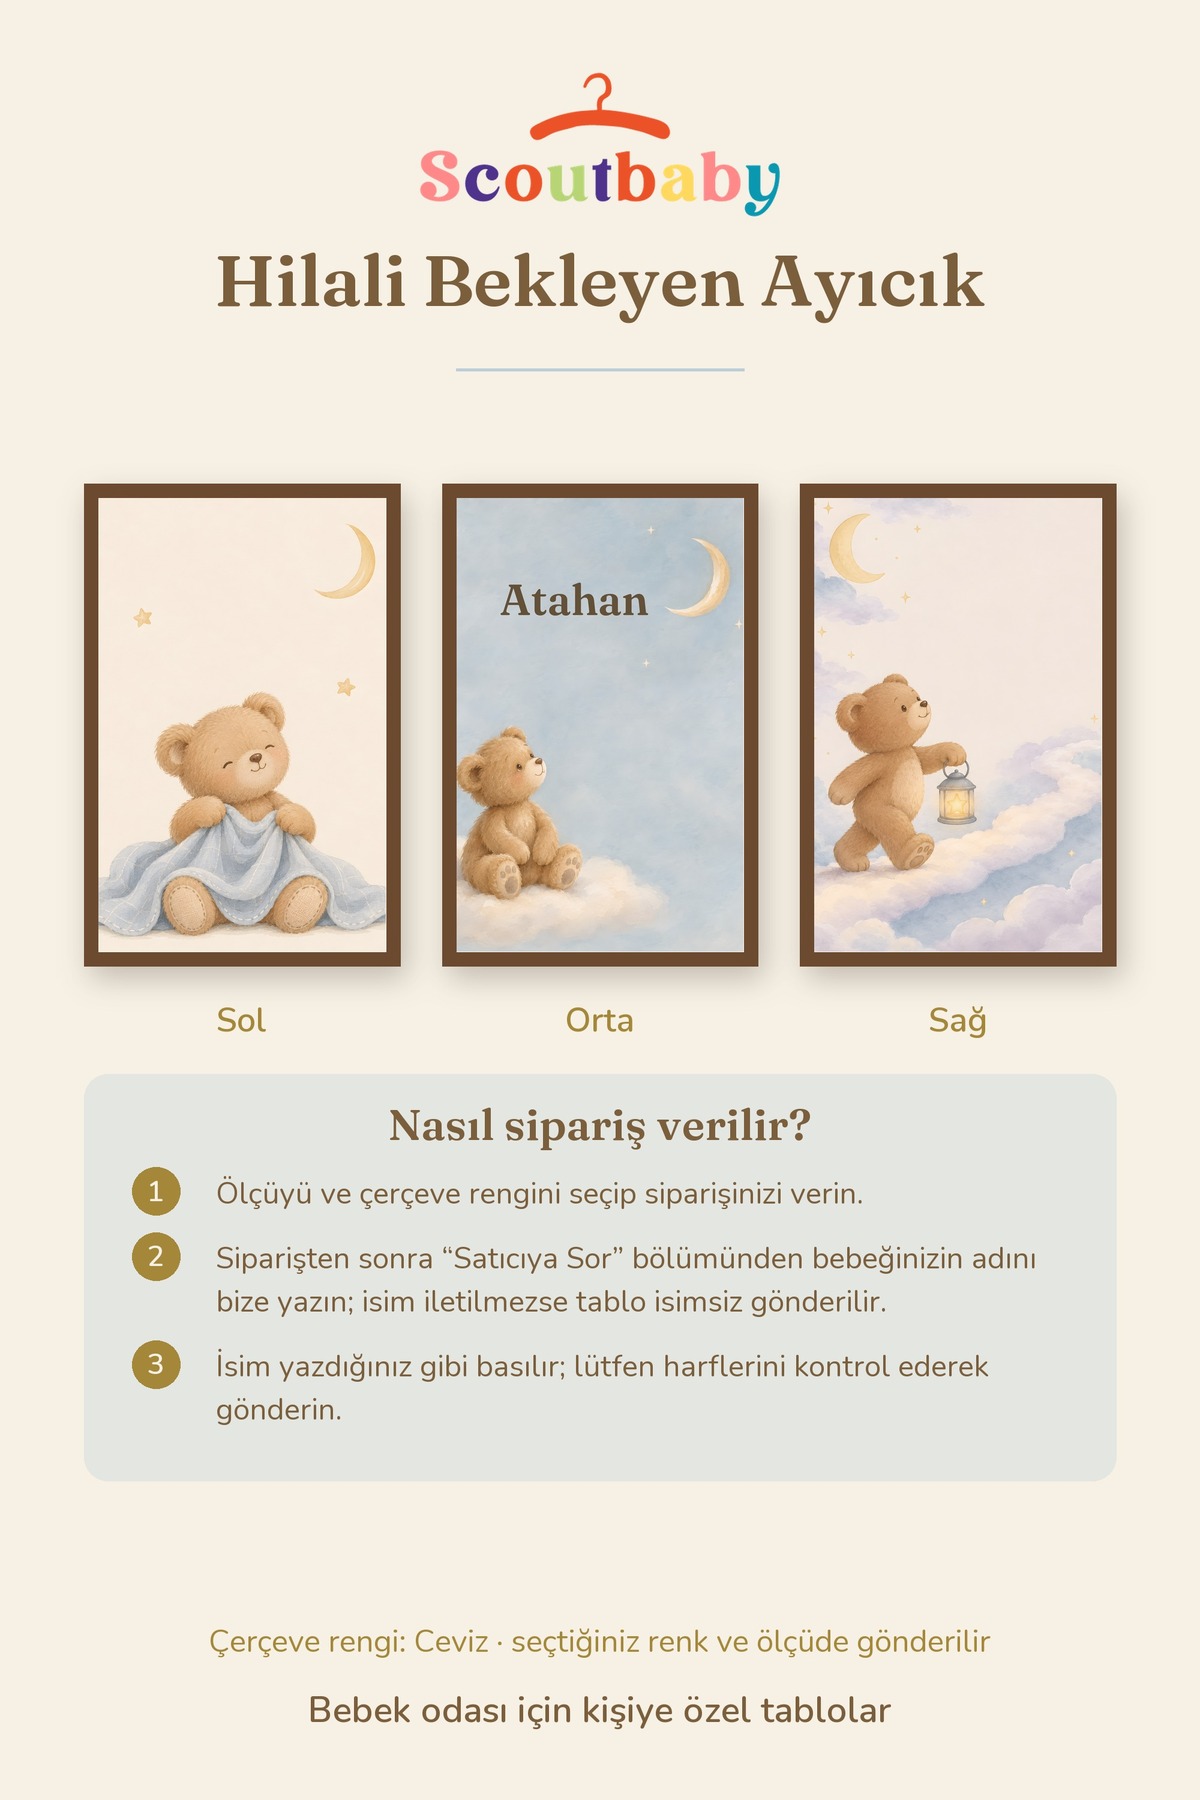 Scoutbaby
Hilali Bekleyen Ayıcık
Atahan
Sol
Orta
Sağ
Nasıl sipariş verilir?
1 Ölçüyü ve çerçeve rengini seçip siparişinizi verin.
2 Siparişten sonra “Satıcıya Sor” bölümünden bebeğinizin adını
bize yazın; isim iletilmezse tablo isimsiz gönderilir.
3 İsim yazdığınız gibi basılır; lütfen harflerini kontrol ederek
gönderin.
Çerçeve rengi: Ceviz · seçtiğiniz renk ve ölçüde gönderilir
Bebek odası için kişiye özel tablolar